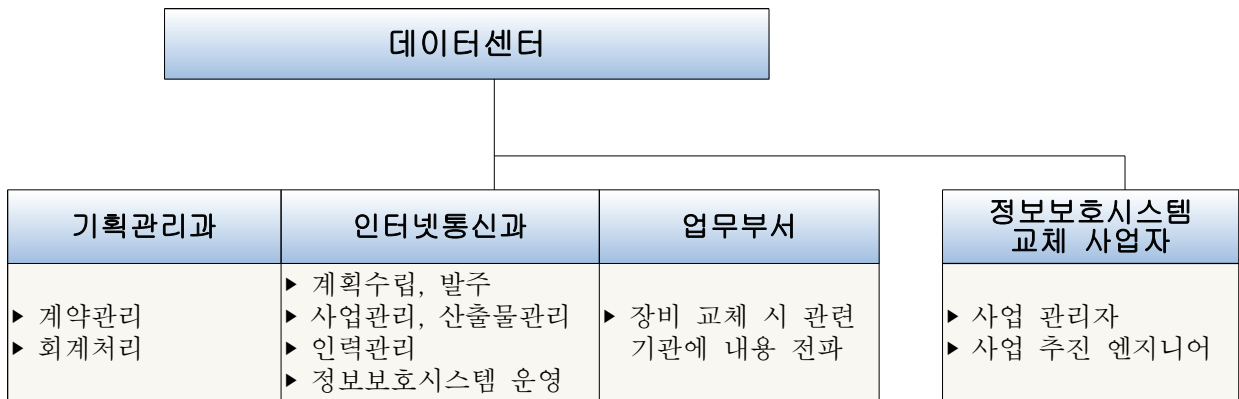 데이터센터
기획관리과
인터넷통신과
업무부서
정보보호시스템
교체 사업자
▶ 계약관리
▶ 회계처리
▶ 계획수립, 발주
▶ 사업관리, 산출물관리
▶ 인력관리
▶ 정보보호시스템 운영
▶ 장비 교체 시 관련
기관에 내용 전파
▶ 사업 관리자
▶ 사업 추진 엔지니어